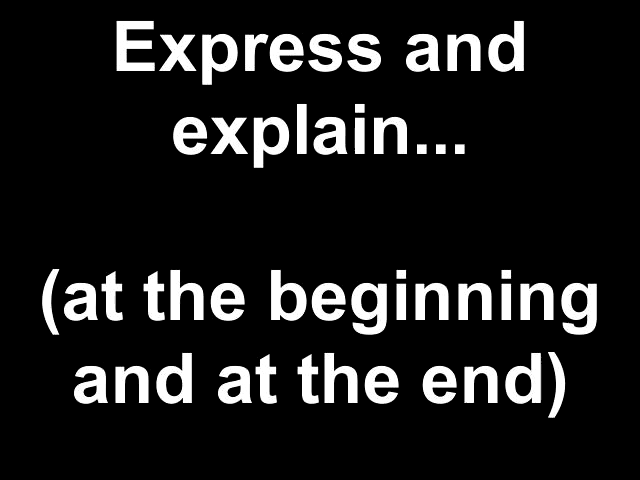 Express and
explain...
(at the beginning
and at the end)